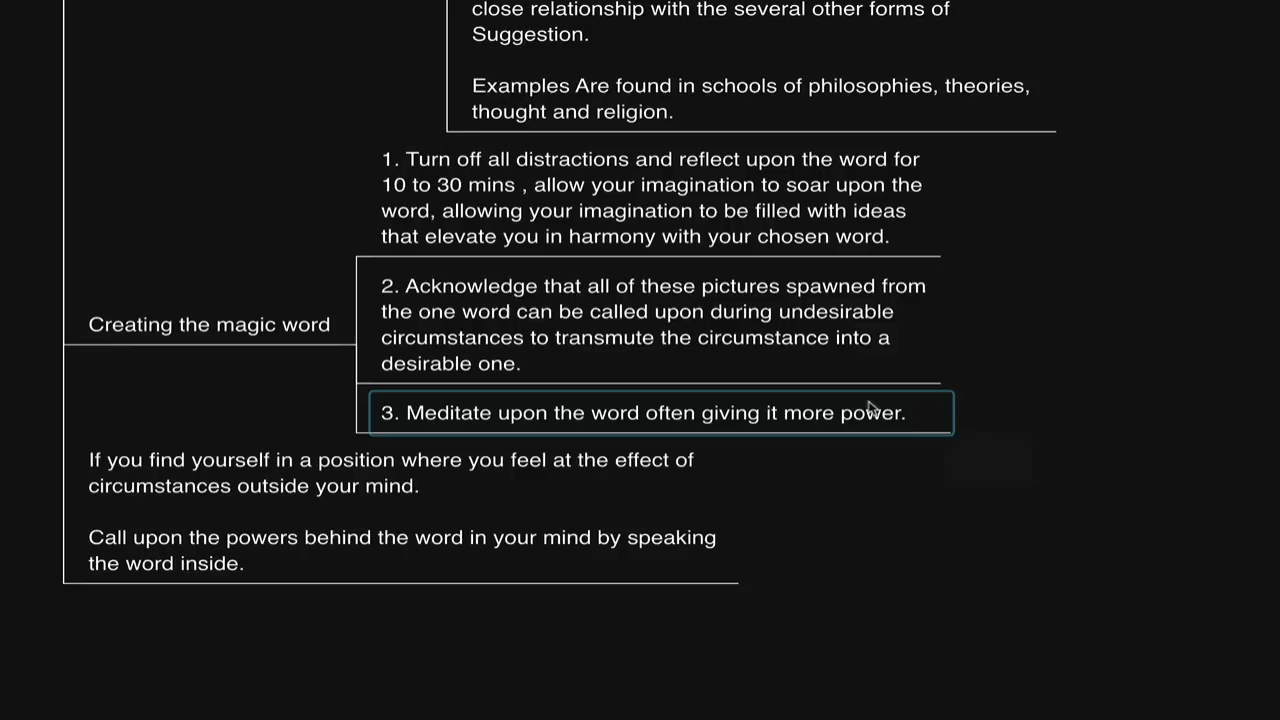 close relationship with the several other forms of
Suggestion.
Examples Are found in schools of philosophies, theories,
thought and religion.
1. Turn off all distractions and reflect upon the word for
10 to 30 mins , allow your imagination to soar upon the
word, allowing your imagination to be filled with ideas
that elevate you in harmony with your chosen word.
Creating the magic word
2. Acknowledge that all of these pictures spawned from
the one word can be called upon during undesirable
circumstances to transmute the circumstance into a
desirable one.
3. Meditate upon the word often giving it more power.
If you find yourself in a position where you feel at the effect of
circumstances outside your mind.
Call upon the powers behind the word in your mind by speaking
the word inside.